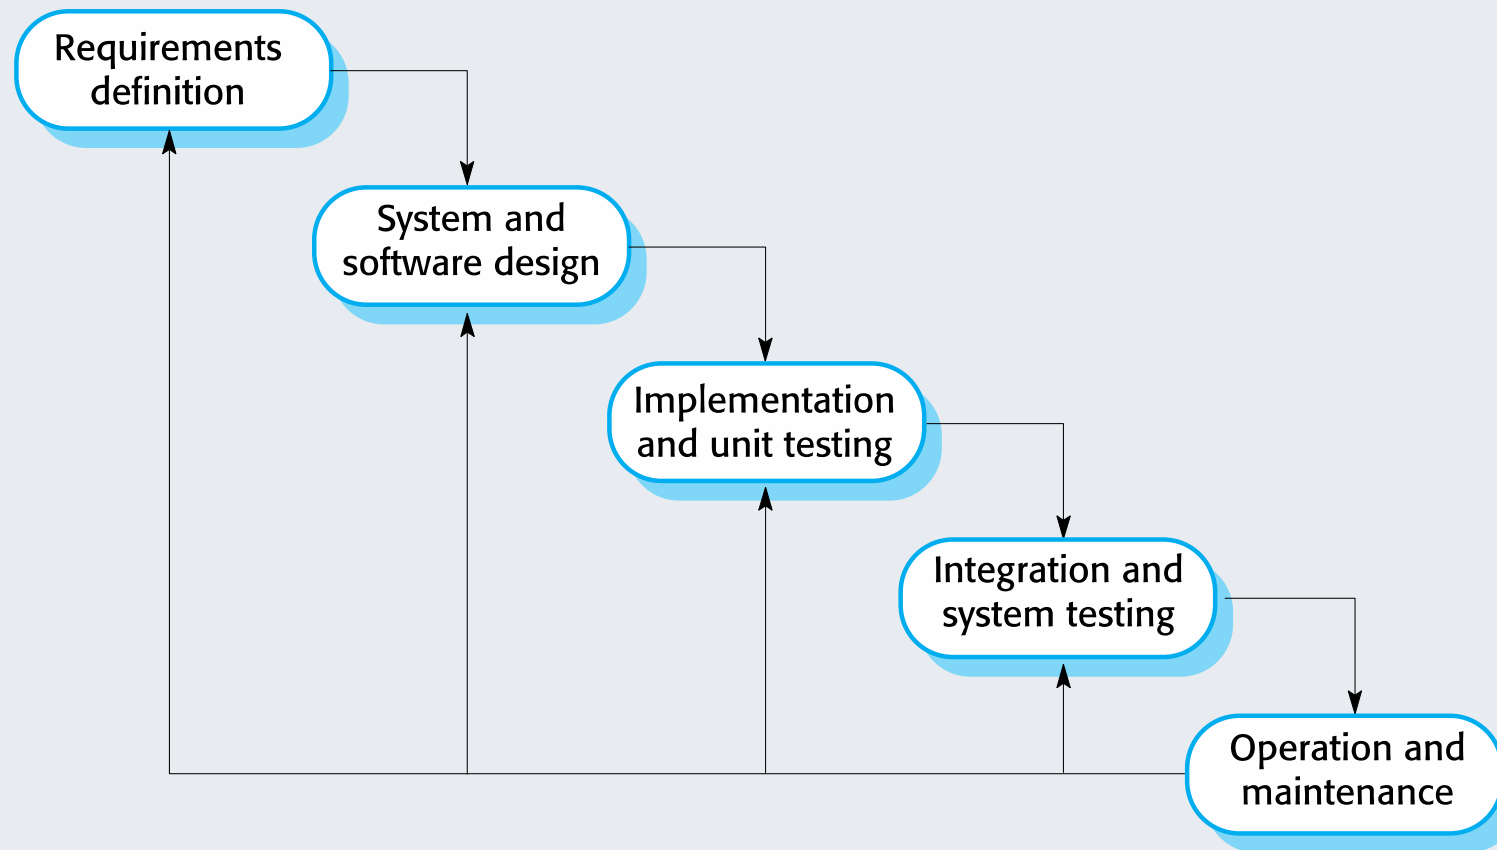 Requirements
definition
System and
software design
Implementation
and unit testing
Integration and
system testing
Operation and
maintenance